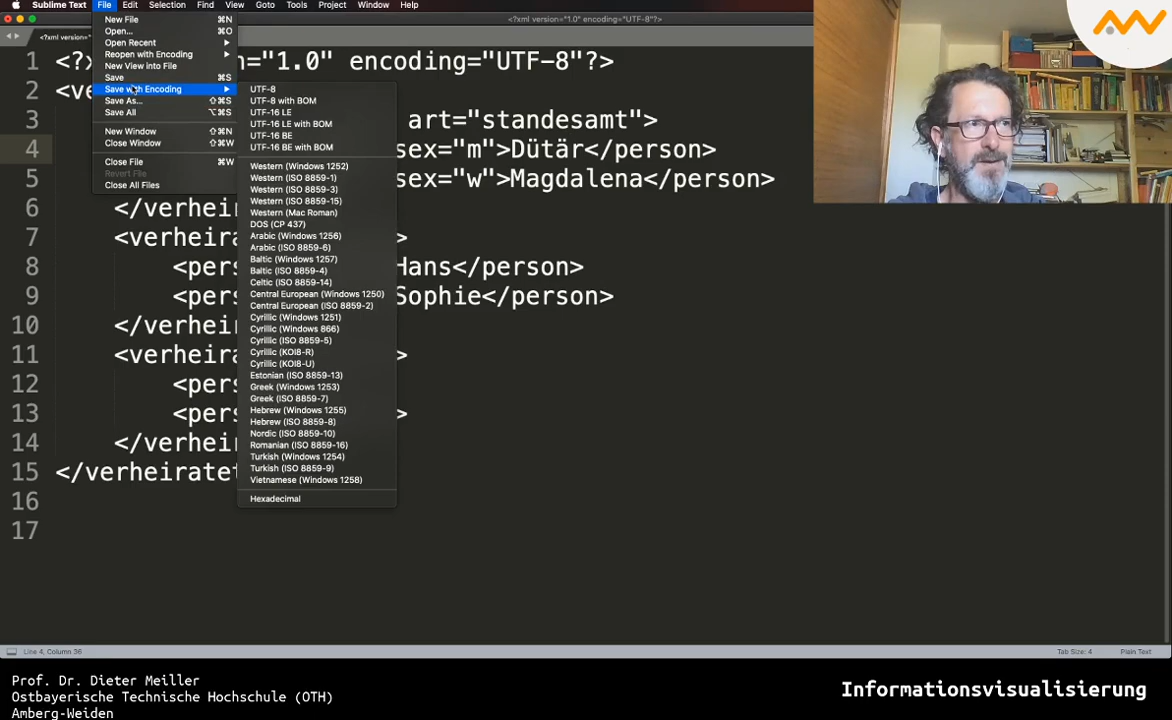 Sublime Text File Edit Selection Find View Goto Tools Project Window Help
<?xml version="1.0" encoding="UTF-8"?>
<?xml version="
New File ⌘N
Open... ⌘O
Open Recent
Reopen with Encoding
New View into File
Save ⌘S
Save with Encoding
Save As... ⇧⌘S
Save All ⌥⌘S
New Window ⇧⌘N
Close Window ⇧⌘W
Close File ⌘W
Revert File
Close All Files
UTF-8
UTF-8 with BOM
UTF-16 LE
UTF-16 LE with BOM
UTF-16 BE
UTF-16 BE with BOM
Western (Windows 1252)
Western (ISO 8859-1)
Western (ISO 8859-3)
Western (ISO 8859-15)
Western (Mac Roman)
DOS (CP 437)
Arabic (Windows 1256)
Arabic (ISO 8859-6)
Baltic (Windows 1257)
Baltic (ISO 8859-4)
Celtic (ISO 8859-14)
Central European (Windows 1250)
Central European (ISO 8859-2)
Cyrillic (Windows 1251)
Cyrillic (Windows 866)
Cyrillic (ISO 8859-5)
Cyrillic (KOI8-R)
Cyrillic (KOI8-U)
Estonian (ISO 8859-13)
Greek (Windows 1253)
Greek (ISO 8859-7)
Hebrew (Windows 1255)
Hebrew (ISO 8859-8)
Nordic (ISO 8859-10)
Romanian (ISO 8859-16)
Turkish (Windows 1254)
Turkish (ISO 8859-9)
Vietnamese (Windows 1258)
Hexadecimal
1 <?x n="1.0" encoding="UTF-8"?>
2 <ve
3 art="standesamt">
4 sex="m">Dütär</person>
5 sex="w">Magdalena</person>
6 </verhei
7 <verheira >
8 <pers Hans</person>
9 <pers Sophie</person>
10 </verhei
11 <verheira >
12 <pers
13 <pers >
14 </verhei
15 </verheiratet
16
17
Line 4, Column 36 Tab Size: 4 Plain Text
Prof. Dr. Dieter Meiller
Ostbayerische Technische Hochschule (OTH)
Amberg-Weiden
Informationsvisualisierung